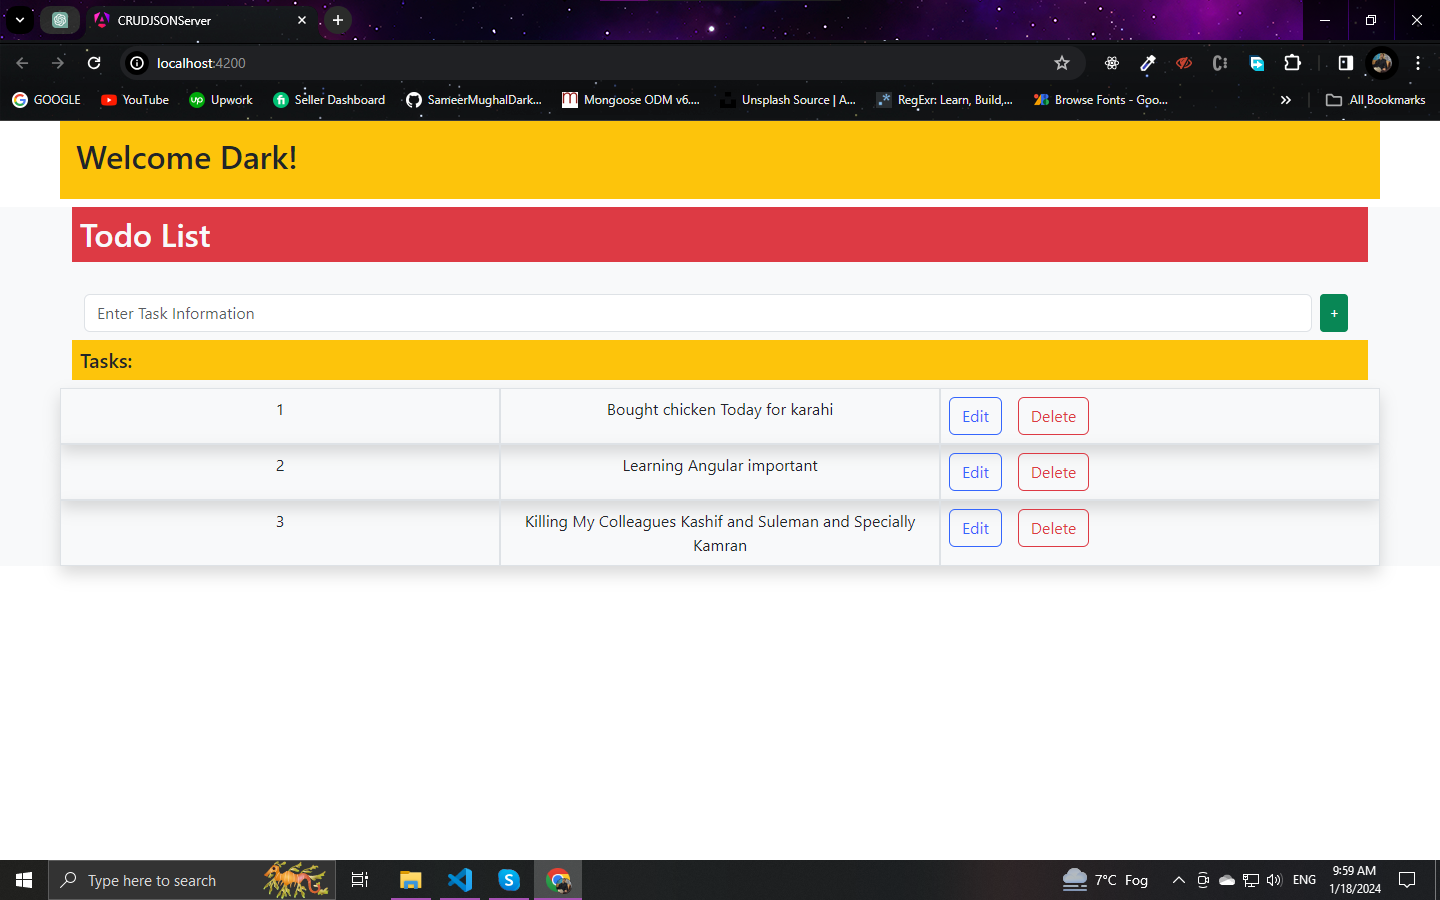 CRUDJSONServer
localhost:4200
GOOGLE YouTube Upwork Seller Dashboard SameerMughalDark... Mongoose ODM v6.... Unsplash Source | A... RegExr: Learn, Build,... Browse Fonts - Goo... All Bookmarks
Welcome Dark!
Todo List
Enter Task Information +
Tasks:
1 Bought chicken Today for karahi Edit Delete
2 Learning Angular important Edit Delete
3 Killing My Colleagues Kashif and Suleman and Specially Edit Delete
Kamran
Type here to search 7°C Fog ENG 9:59 AM
1/18/2024